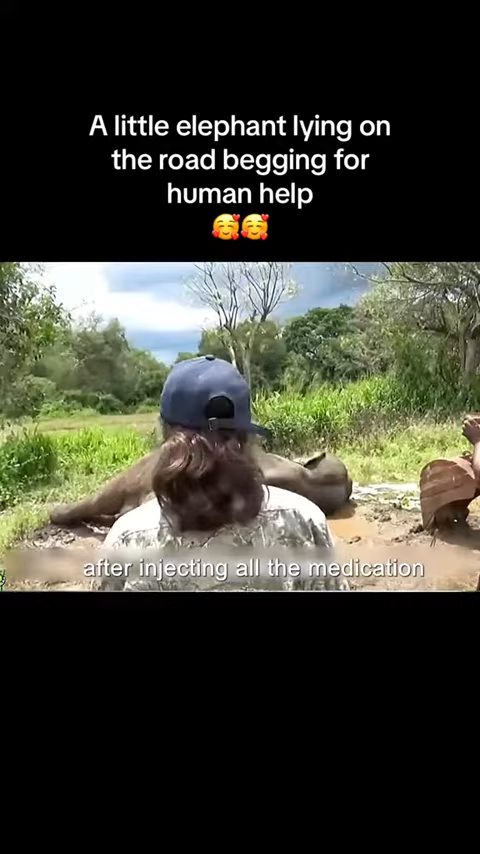 A little elephant lying on
the road begging for
human help
🥰🥰
after injecting all the medication